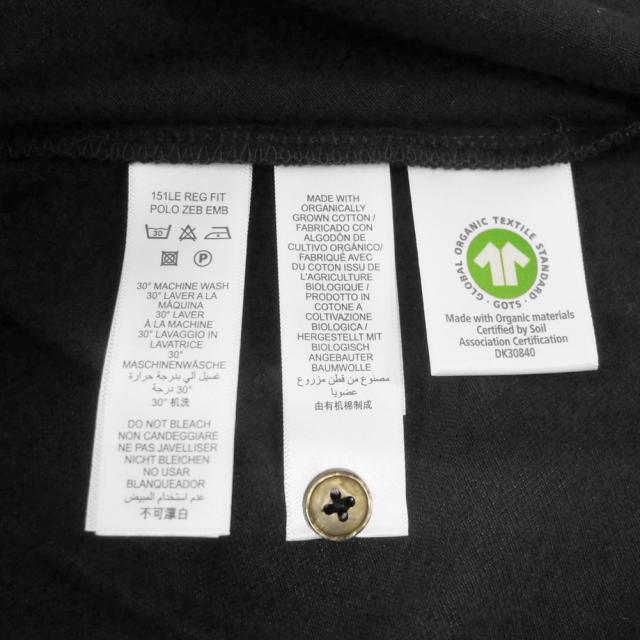 151LE REG FIT
POLO ZEB EMB
30
P
30° MACHINE WASH
30° LAVER A LA
MÁQUINA
30° LAVER
À LA MACHINE
30° LAVAGGIO IN
LAVATRICE
30°
MASCHINENWÄSCHE
غسيل آلي بدرجة حرارة
30° درجة
30° 机洗
DO NOT BLEACH
NON CANDEGGIARE
NE PAS JAVELLISER
NICHT BLEICHEN
NO USAR
BLANQUEADOR
عدم استخدام المبيض
不可漂白
MADE WITH
ORGANICALLY
GROWN COTTON /
FABRICADO CON
ALGODÓN DE
CULTIVO ORGÁNICO/
FABRIQUÉ AVEC
DU COTON ISSU DE
L'AGRICULTURE
BIOLOGIQUE /
PRODOTTO IN
COTONE A
COLTIVAZIONE
BIOLOGICA /
HERGESTELLT MIT
BIOLOGISCH
ANGEBAUTER
BAUMWOLLE
مصنوع من قطن مزروع
عضويا
由有机棉制成
GLOBAL ORGANIC TEXTILE STANDARD
· GOTS ·
Made with Organic materials
Certified by Soil
Association Certification
DK30840